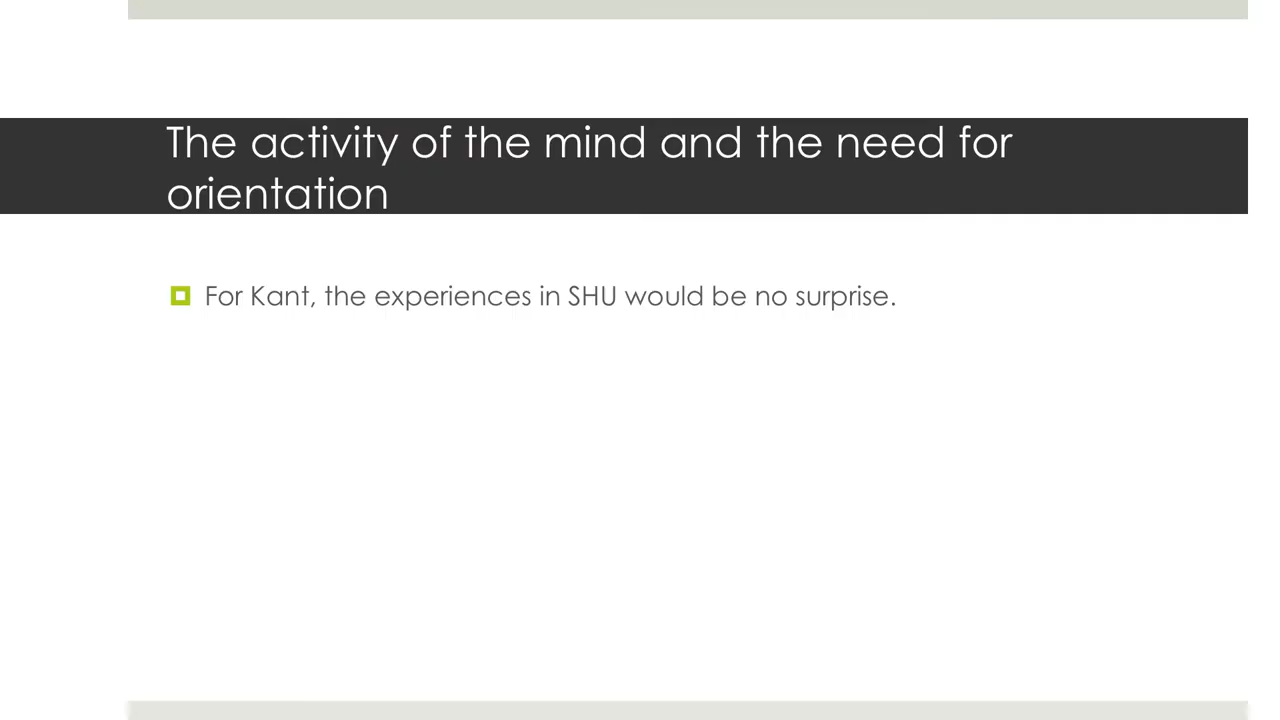 The activity of the mind and the need for
orientation
For Kant, the experiences in SHU would be no surprise.